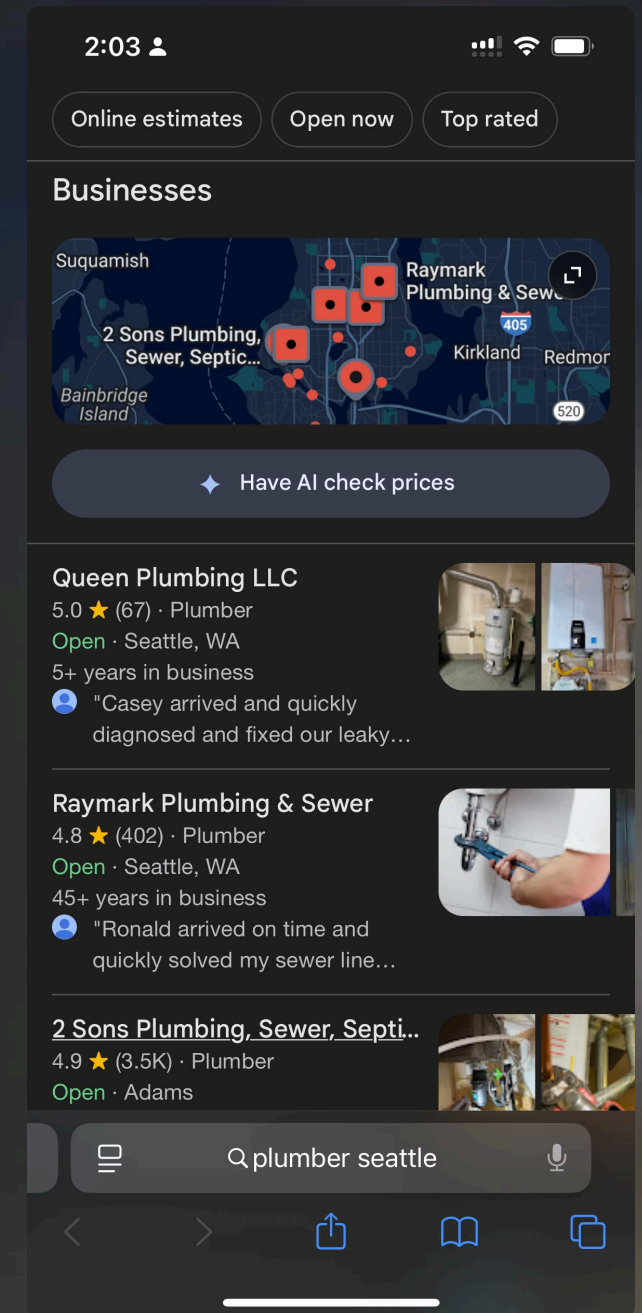 2:03
Online estimates
Open now
Top rated
Businesses
Squamish
Raymark
Plumbing & Sewe
405
2 Sons Plumbing,
Sewer, Septic...
Kirkland
Redmor
Bainbridge
Island
520
Have AI check prices
Queen Plumbing LLC
5.0 ★ (67) · Plumber
Open · Seattle, WA
5+ years in business
"Casey arrived and quickly
diagnosed and fixed our leaky...
Raymark Plumbing & Sewer
4.8 ★ (402) · Plumber
Open · Seattle, WA
45+ years in business
"Ronald arrived on time and
quickly solved my sewer line...
2 Sons Plumbing, Sewer, Septi...
4.9 ★ (3.5K) · Plumber
Open · Adams
plumber seattle